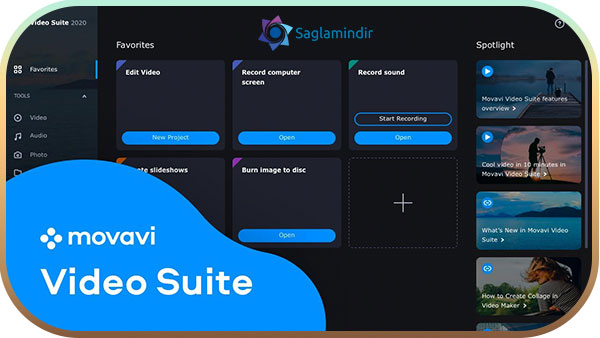 Video Suite 2020
Saglamindir
?
Favorites
Spotlight
Favorites
TOOLS
Video
Audio
Photo
Edit Video
New Project
Record computer
screen
Open
Record sound
Start Recording
Open
slideshows
Burn image to disc
Open
Movavi Video Suite features
overview >
Cool video in 10 minutes in
Movavi Video Suite >
What's New in Movavi Video
Suite >
How to Create Collage in
Video Maker >
movavi
Video Suite